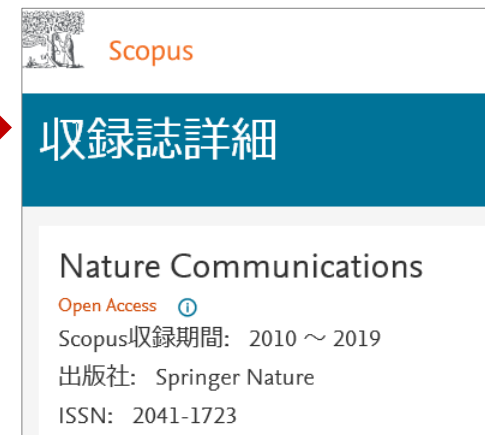 Scopus
収録誌詳細
Nature Communications
Open Access
Scopus収録期間: 2010 ～ 2019
出版社: Springer Nature
ISSN: 2041-1723